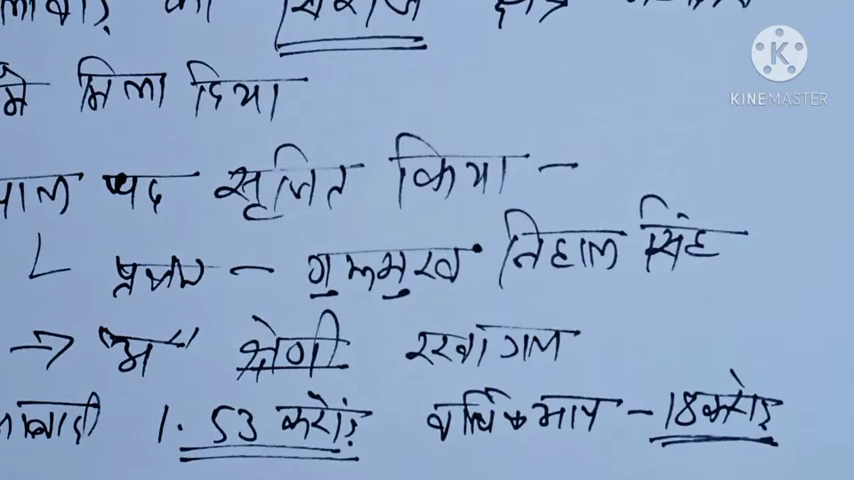 को सिरोंज क्षेत्र
मे मिला दिया
पाल पद सृजित किया -
प्रथम - गुरूमुख निहाल सिंह
→ "अ" श्रेणी रखा गया
1.53 करोड़ वार्षिक आय - 18 करोड़
KINEMASTER